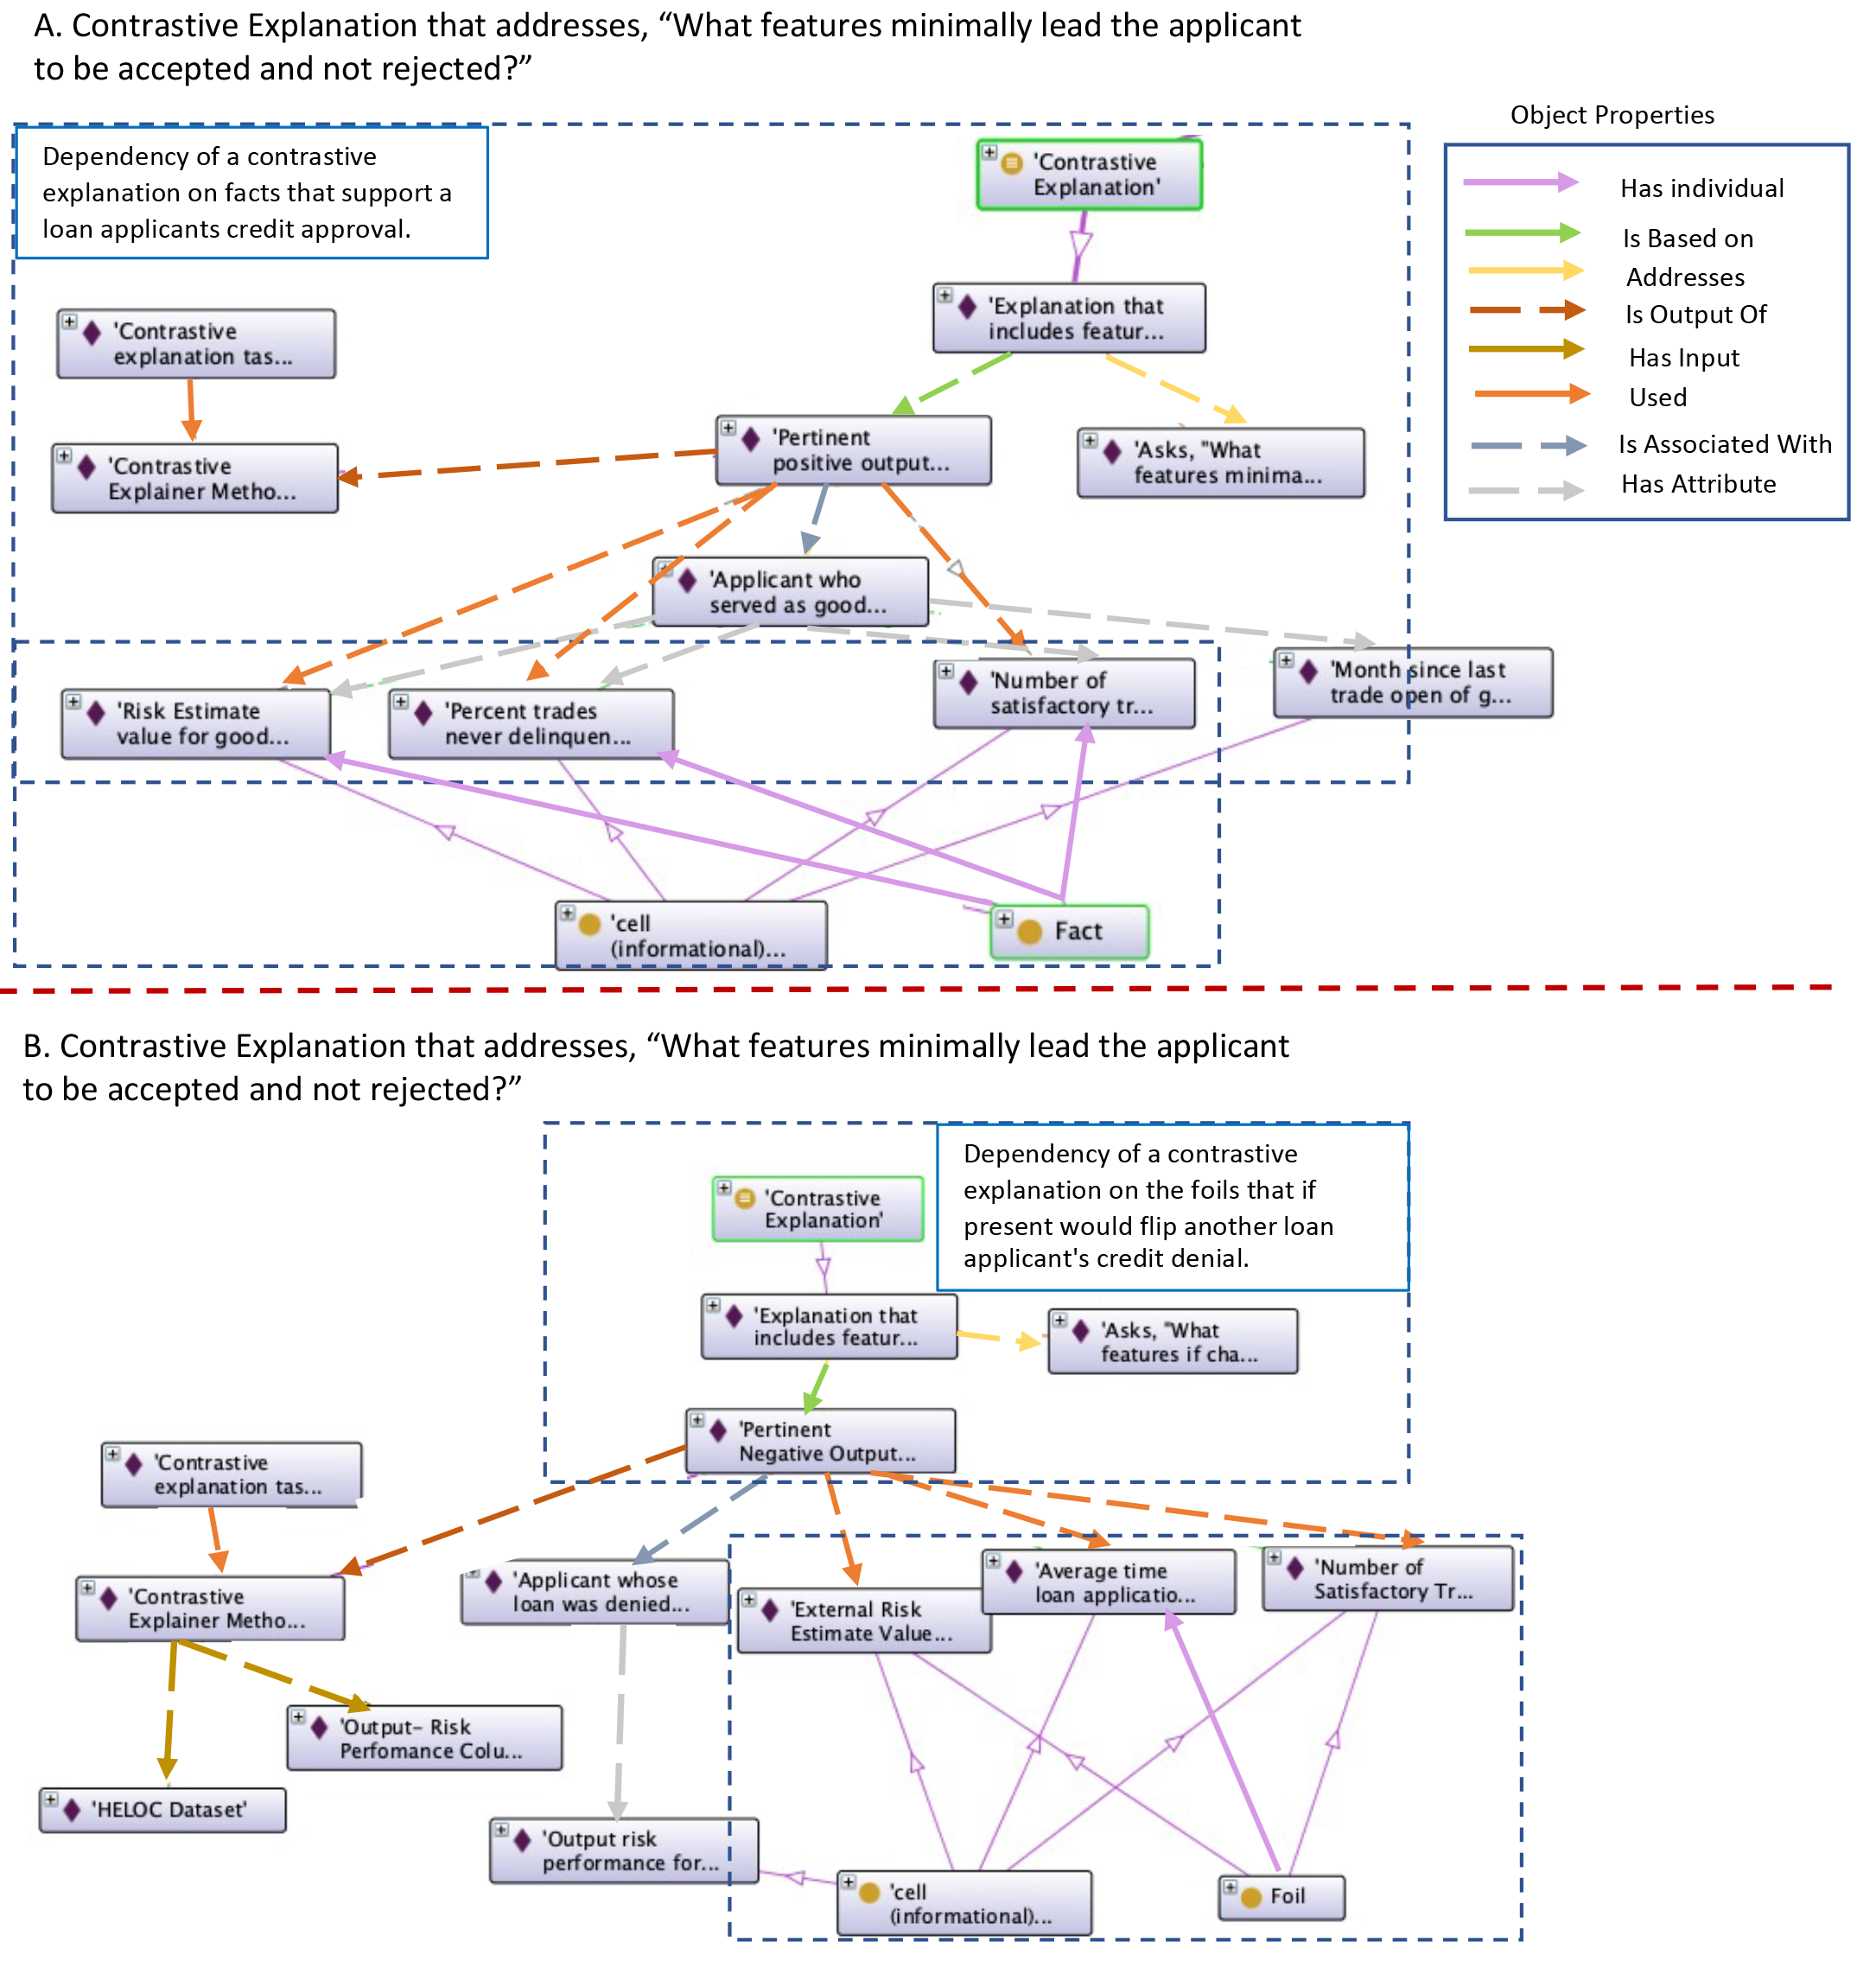 A. Contrastive Explanation that addresses, “What features minimally lead the applicant
to be accepted and not rejected?”
Object Properties
Dependency of a contrastive
explanation on facts that support a
loan applicants credit approval.
'Contrastive
Explanation'
Has individual
Is Based on
Addresses
Is Output Of
Has Input
Used
Is Associated With
Has Attribute
'Explanation that
includes featur...
'Contrastive
explanation tas...
'Pertinent
positive output...
'Asks, "What
features minima...
'Contrastive
Explainer Metho...
'Applicant who
served as good...
'Risk Estimate
value for good...
'Percent trades
never delinquen...
'Number of
satisfactory tr...
'Month since last
trade open of g...
'cell
(informational)...
Fact
B. Contrastive Explanation that addresses, “What features minimally lead the applicant
to be accepted and not rejected?”
Dependency of a contrastive
explanation on the foils that if
present would flip another loan
applicant's credit denial.
'Contrastive
Explanation'
'Explanation that
includes featur...
'Asks, "What
features if cha...
'Pertinent
Negative Output...
'Contrastive
explanation tas...
'Contrastive
Explainer Metho...
'Applicant whose
loan was denied...
'External Risk
Estimate Value...
'Average time
loan applicatio...
'Number of
Satisfactory Tr...
'Output– Risk
Perfomance Colu...
'HELOC Dataset'
'Output risk
performance for...
'cell
(informational)...
Foil